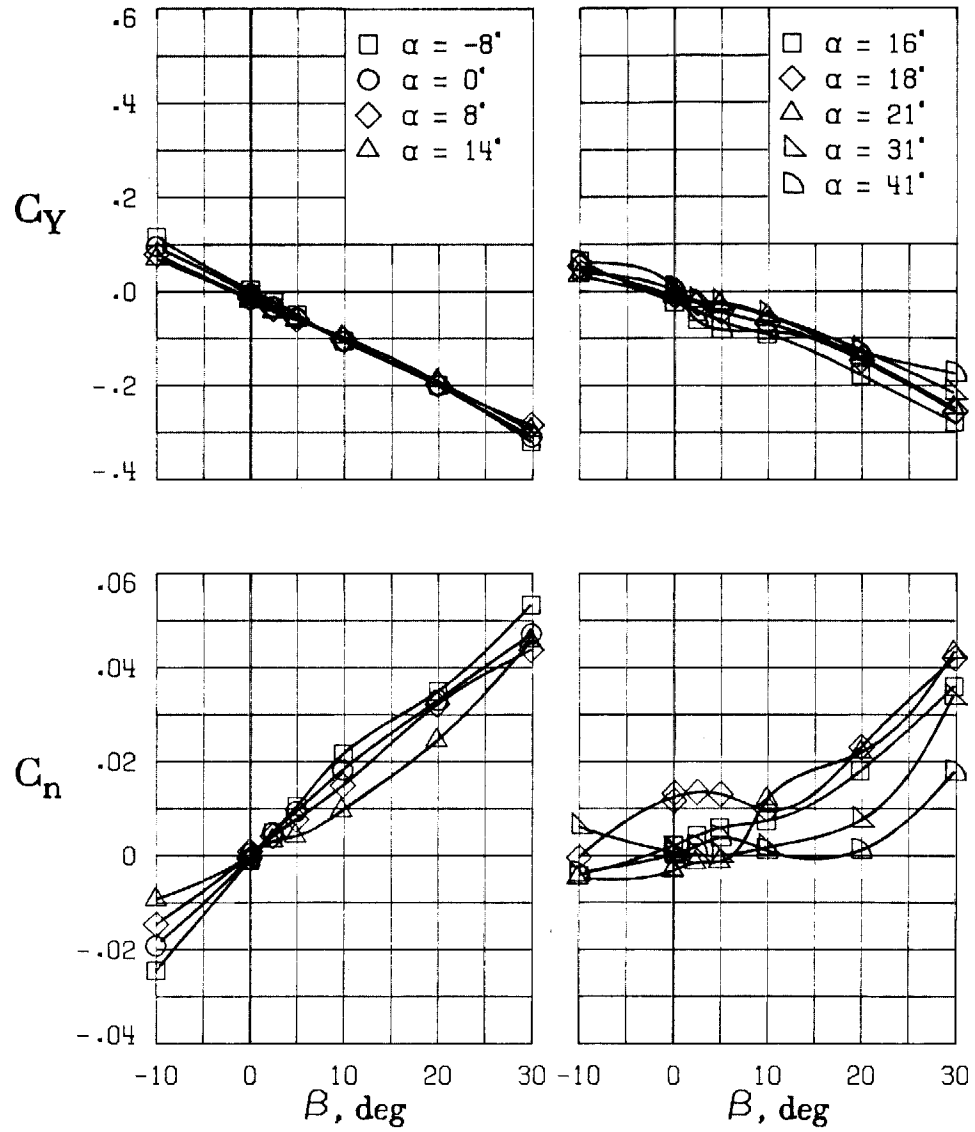 .6
.4
.2
.0
-.2
-.4
C_Y
□ α = -8°
○ α = 0°
◇ α = 8°
△ α = 14°
α = 16°
α = 18°
α = 21°
α = 31°
α = 41°
.06
.04
.02
0
-.02
-.04
C_n
-10 0 10 20 30
β, deg
-10 0 10 20 30
β, deg